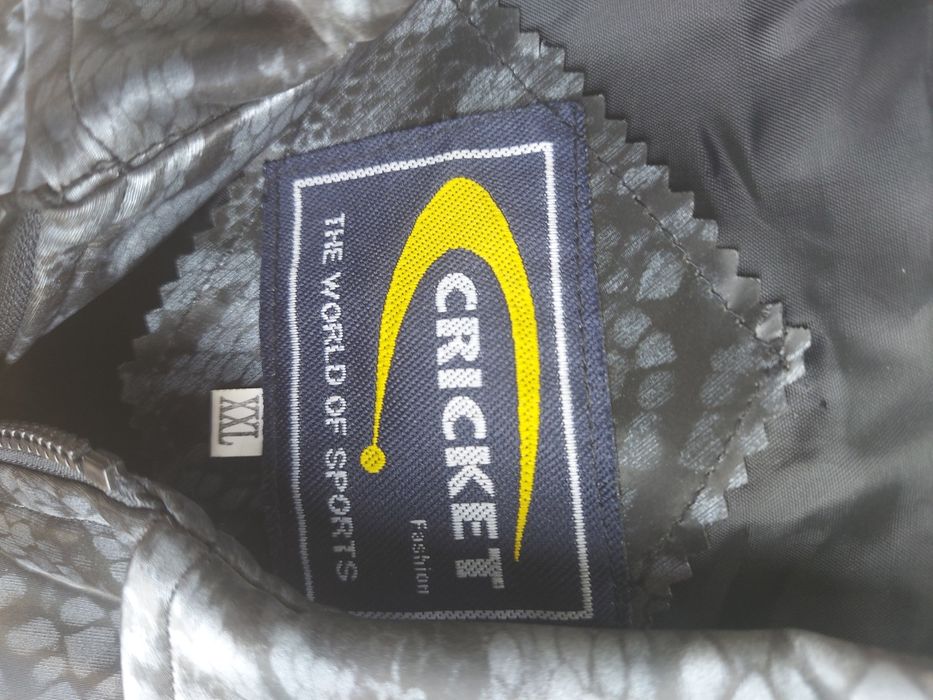 CRICKET
Fashion
THE WORLD OF SPORTS
XXL